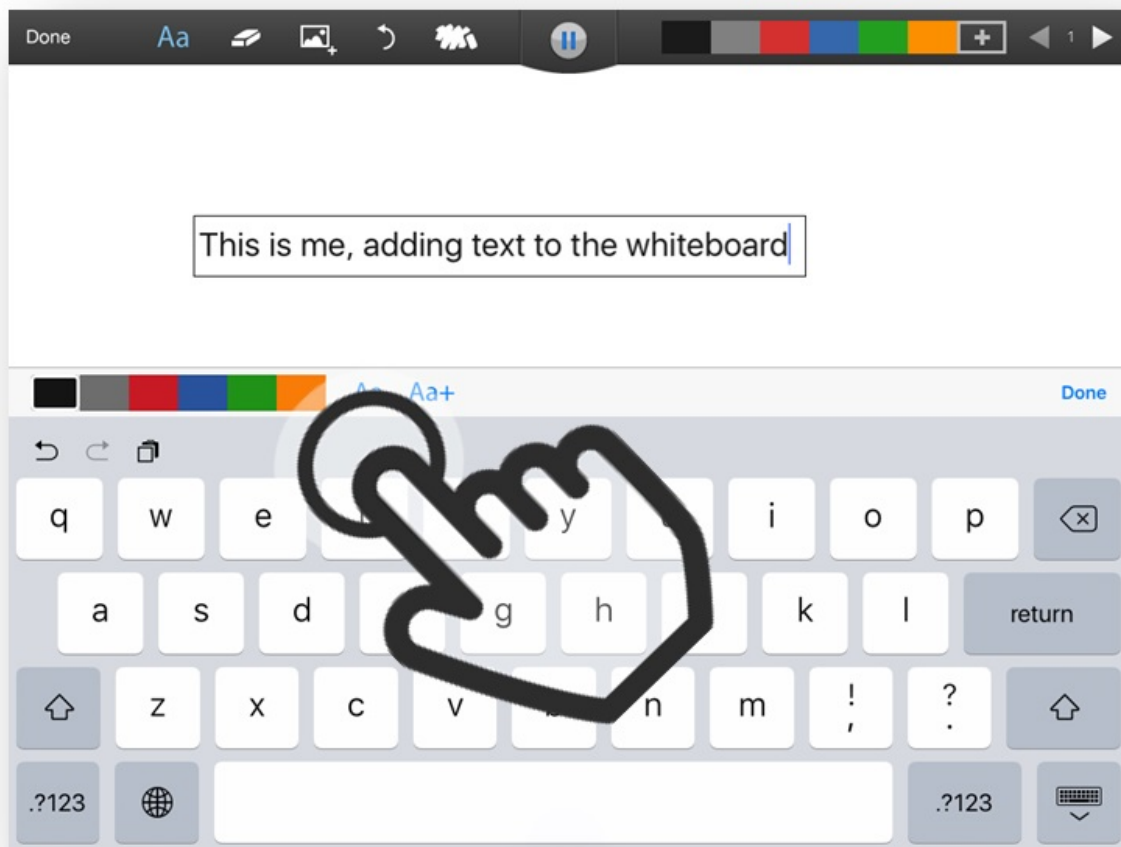 Done Aa 1
This is me, adding text to the whiteboard
Aa+ Done
q w e y i o p
a s d g h k l return
z x c v n m ! , ? .
.?123 .?123